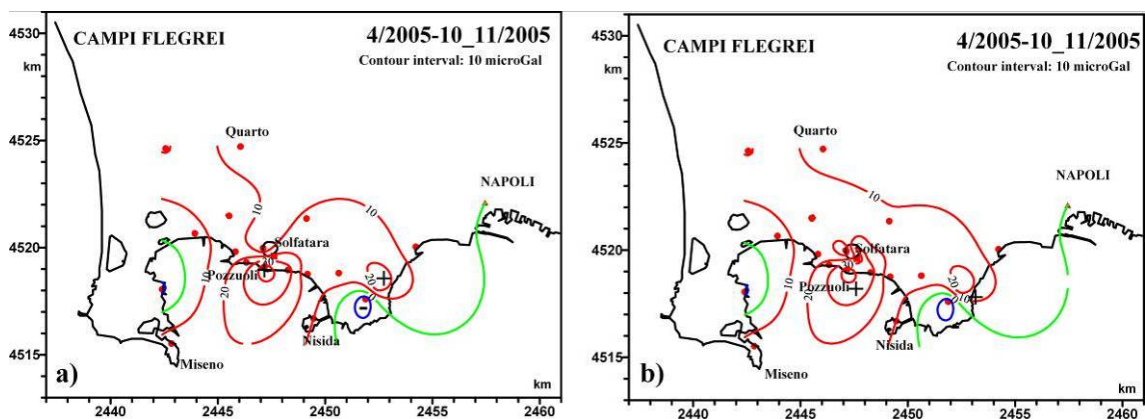 CAMPI FLEGREI
4/2005-10_11/2005
Contour interval: 10 microGal
4530
km
4525
4520
4515
Quarto
NAPOLI
Solfatara
Pozzuoli
Nisida
Miseno
10
10
10
20
30
20
0
a)
km
2440
2445
2450
2455
2460
CAMPI FLEGREI
4/2005-10_11/2005
Contour interval: 10 microGal
4530
km
4525
4520
4515
Quarto
NAPOLI
Solfatara
Pozzuoli
Nisida
Miseno
10
10
10
20
30
20
0
b)
km
2440
2445
2450
2455
2460